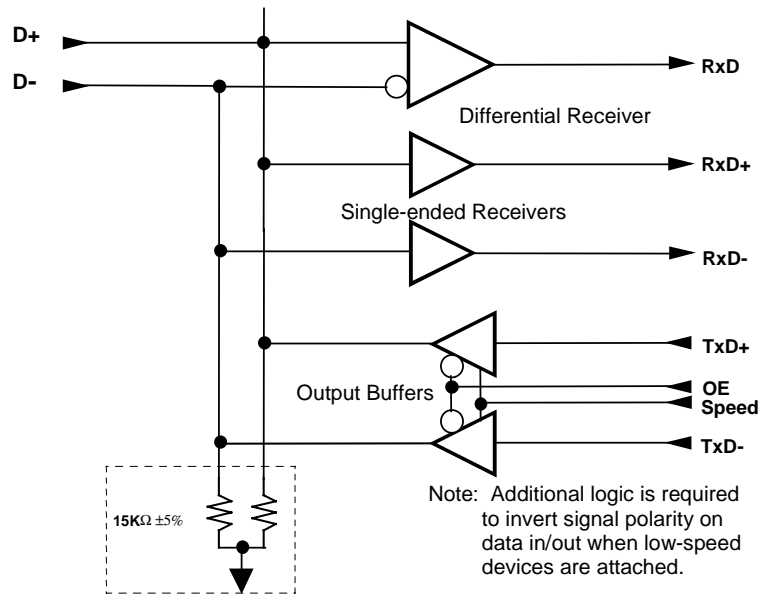 D+
RxD
D-
Differential Receiver
RxD+
Single-ended Receivers
RxD-
TxD+
Output Buffers
OE
Speed
TxD-
15KΩ ±5%
Note: Additional logic is required
to invert signal polarity on
data in/out when low-speed
devices are attached.